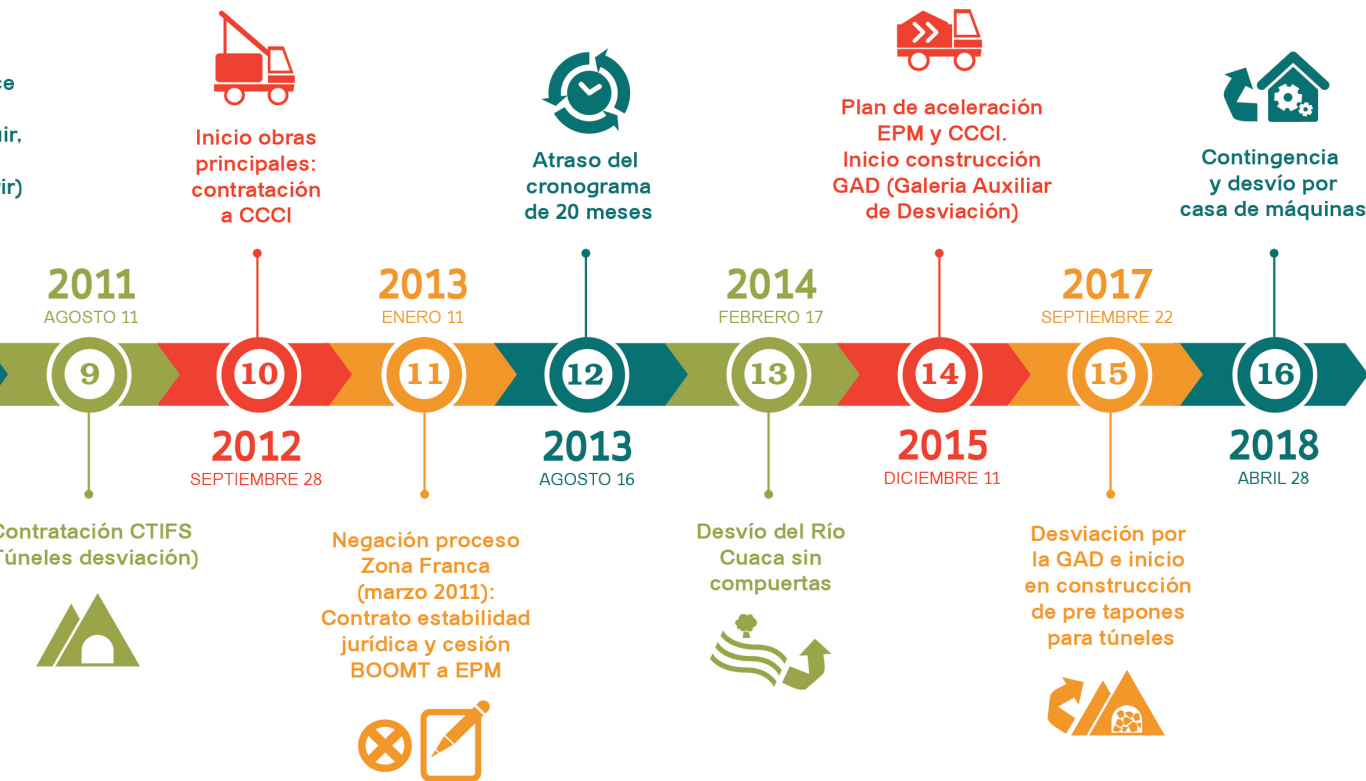 ce
uir,
rir)
2011
AGOSTO 11
9
Contratación CTIFS
Túneles desviación)
Inicio obras
principales:
contratación
a CCCI
10
2012
SEPTIEMBRE 28
2013
ENERO 11
11
Negación proceso
Zona Franca
(marzo 2011):
Contrato estabilidad
jurídica y cesión
BOOMT a EPM
Atraso del
cronograma
de 20 meses
12
2013
AGOSTO 16
2014
FEBRERO 17
13
Desvío del Río
Cuaca sin
compuertas
Plan de aceleración
EPM y CCCI.
Inicio construcción
GAD (Galeria Auxiliar
de Desviación)
14
2015
DICIEMBRE 11
2017
SEPTIEMBRE 22
15
Desviación por
la GAD e inicio
en construcción
de pre tapones
para túneles
Contingencia
y desvío por
casa de máquinas
16
2018
ABRIL 28